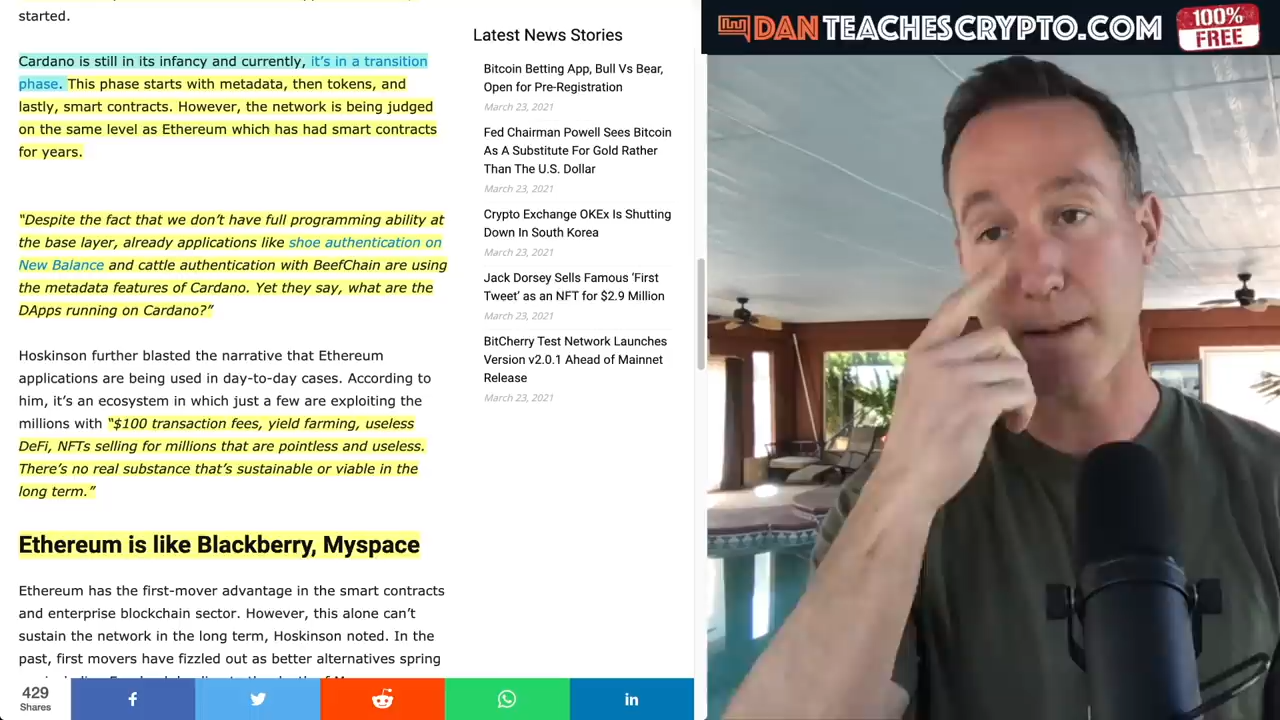 started.
Cardano is still in its infancy and currently, it’s in a transition
phase. This phase starts with metadata, then tokens, and
lastly, smart contracts. However, the network is being judged
on the same level as Ethereum which has had smart contracts
for years.
“Despite the fact that we don’t have full programming ability at
the base layer, already applications like shoe authentication on
New Balance and cattle authentication with BeefChain are using
the metadata features of Cardano. Yet they say, what are the
DApps running on Cardano?”
Hoskinson further blasted the narrative that Ethereum
applications are being used in day-to-day cases. According to
him, it’s an ecosystem in which just a few are exploiting the
millions with “$100 transaction fees, yield farming, useless
DeFi, NFTs selling for millions that are pointless and useless.
There’s no real substance that’s sustainable or viable in the
long term.”
Ethereum is like Blackberry, Myspace
Ethereum has the first-mover advantage in the smart contracts
and enterprise blockchain sector. However, this alone can’t
sustain the network in the long term, Hoskinson noted. In the
past, first movers have fizzled out as better alternatives spring
429
Shares
Latest News Stories
Bitcoin Betting App, Bull Vs Bear,
Open for Pre-Registration
March 23, 2021
Fed Chairman Powell Sees Bitcoin
As A Substitute For Gold Rather
Than The U.S. Dollar
March 23, 2021
Crypto Exchange OKEx Is Shutting
Down In South Korea
March 23, 2021
Jack Dorsey Sells Famous ‘First
Tweet’ as an NFT for $2.9 Million
March 23, 2021
BitCherry Test Network Launches
Version v2.0.1 Ahead of Mainnet
Release
March 23, 2021
DANTEACHESCRYPTO.COM
100%
FREE